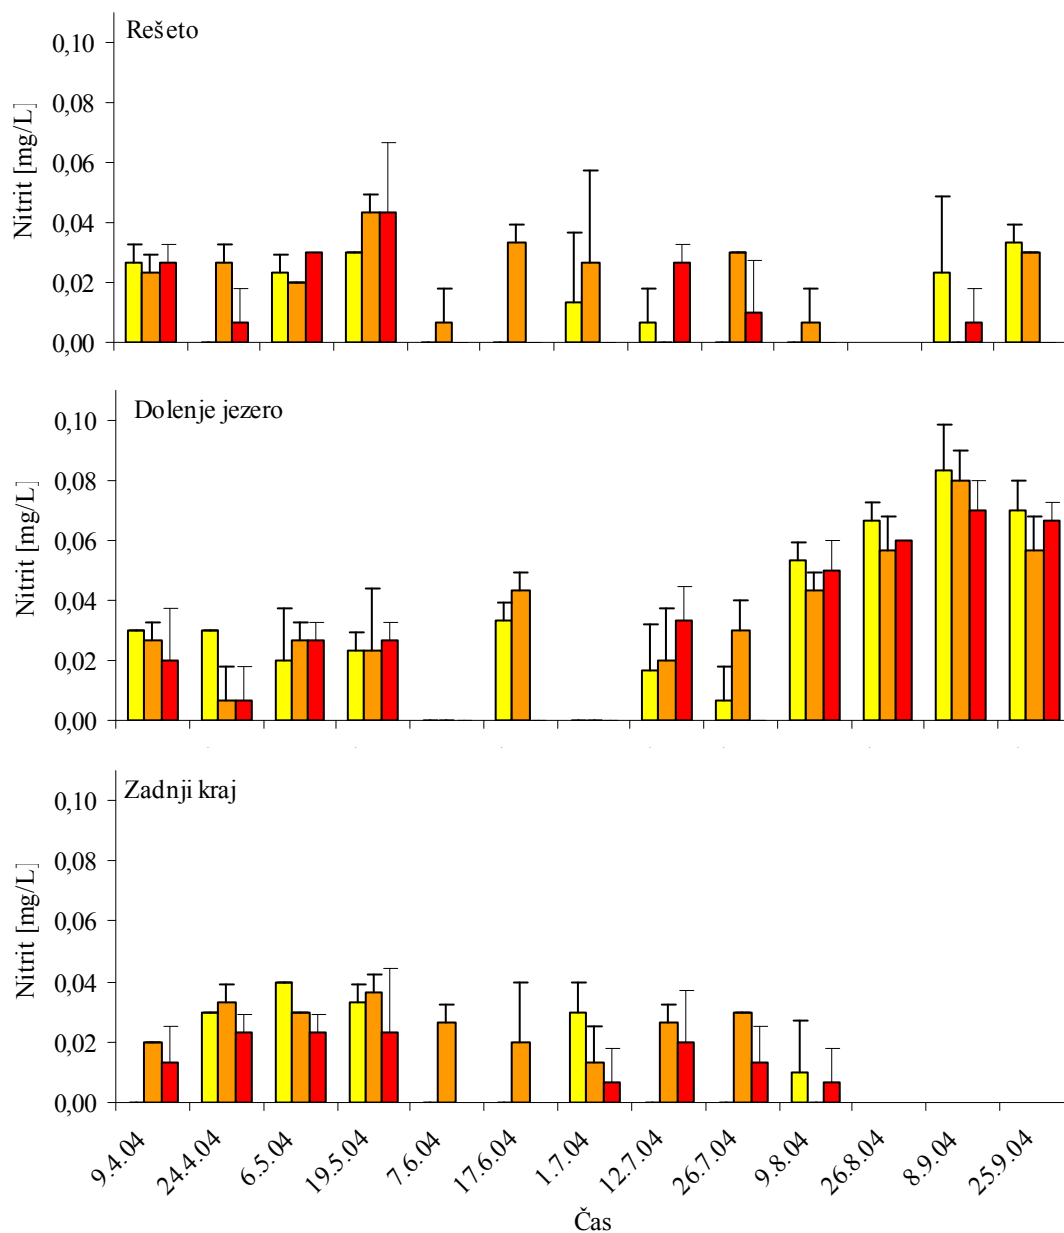 Rešeto
Nitrit [mg/L]
0,10
0,08
0,06
0,04
0,02
0,00
Dolenje jezero
Nitrit [mg/L]
0,10
0,08
0,06
0,04
0,02
0,00
Zadnji kraj
Nitrit [mg/L]
0,10
0,08
0,06
0,04
0,02
0,00
9.4.04 24.4.04 6.5.04 19.5.04 7.6.04 17.6.04 1.7.04 12.7.04 26.7.04 9.8.04 26.8.04 8.9.04 25.9.04
Čas